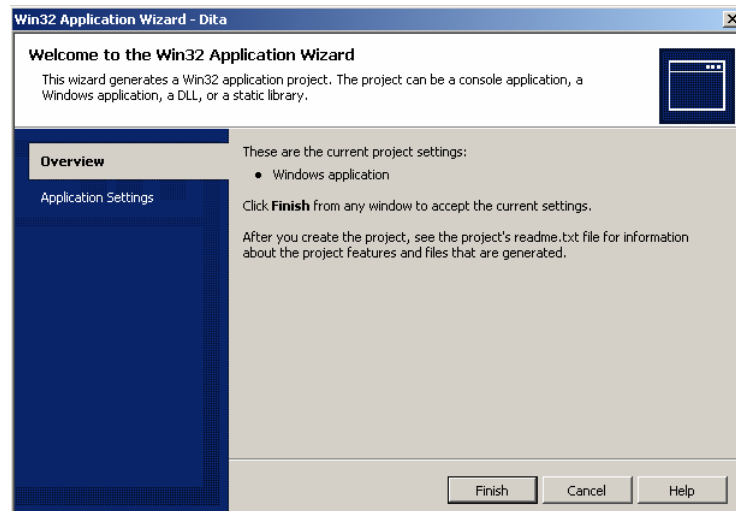 Win32 Application Wizard - Dita
Welcome to the Win32 Application Wizard
This wizard generates a Win32 application project. The project can be a console application, a
Windows application, a DLL, or a static library.
Overview
Application Settings
These are the current project settings:
• Windows application
Click Finish from any window to accept the current settings.
After you create the project, see the project's readme.txt file for information
about the project features and files that are generated.
Finish
Cancel
Help